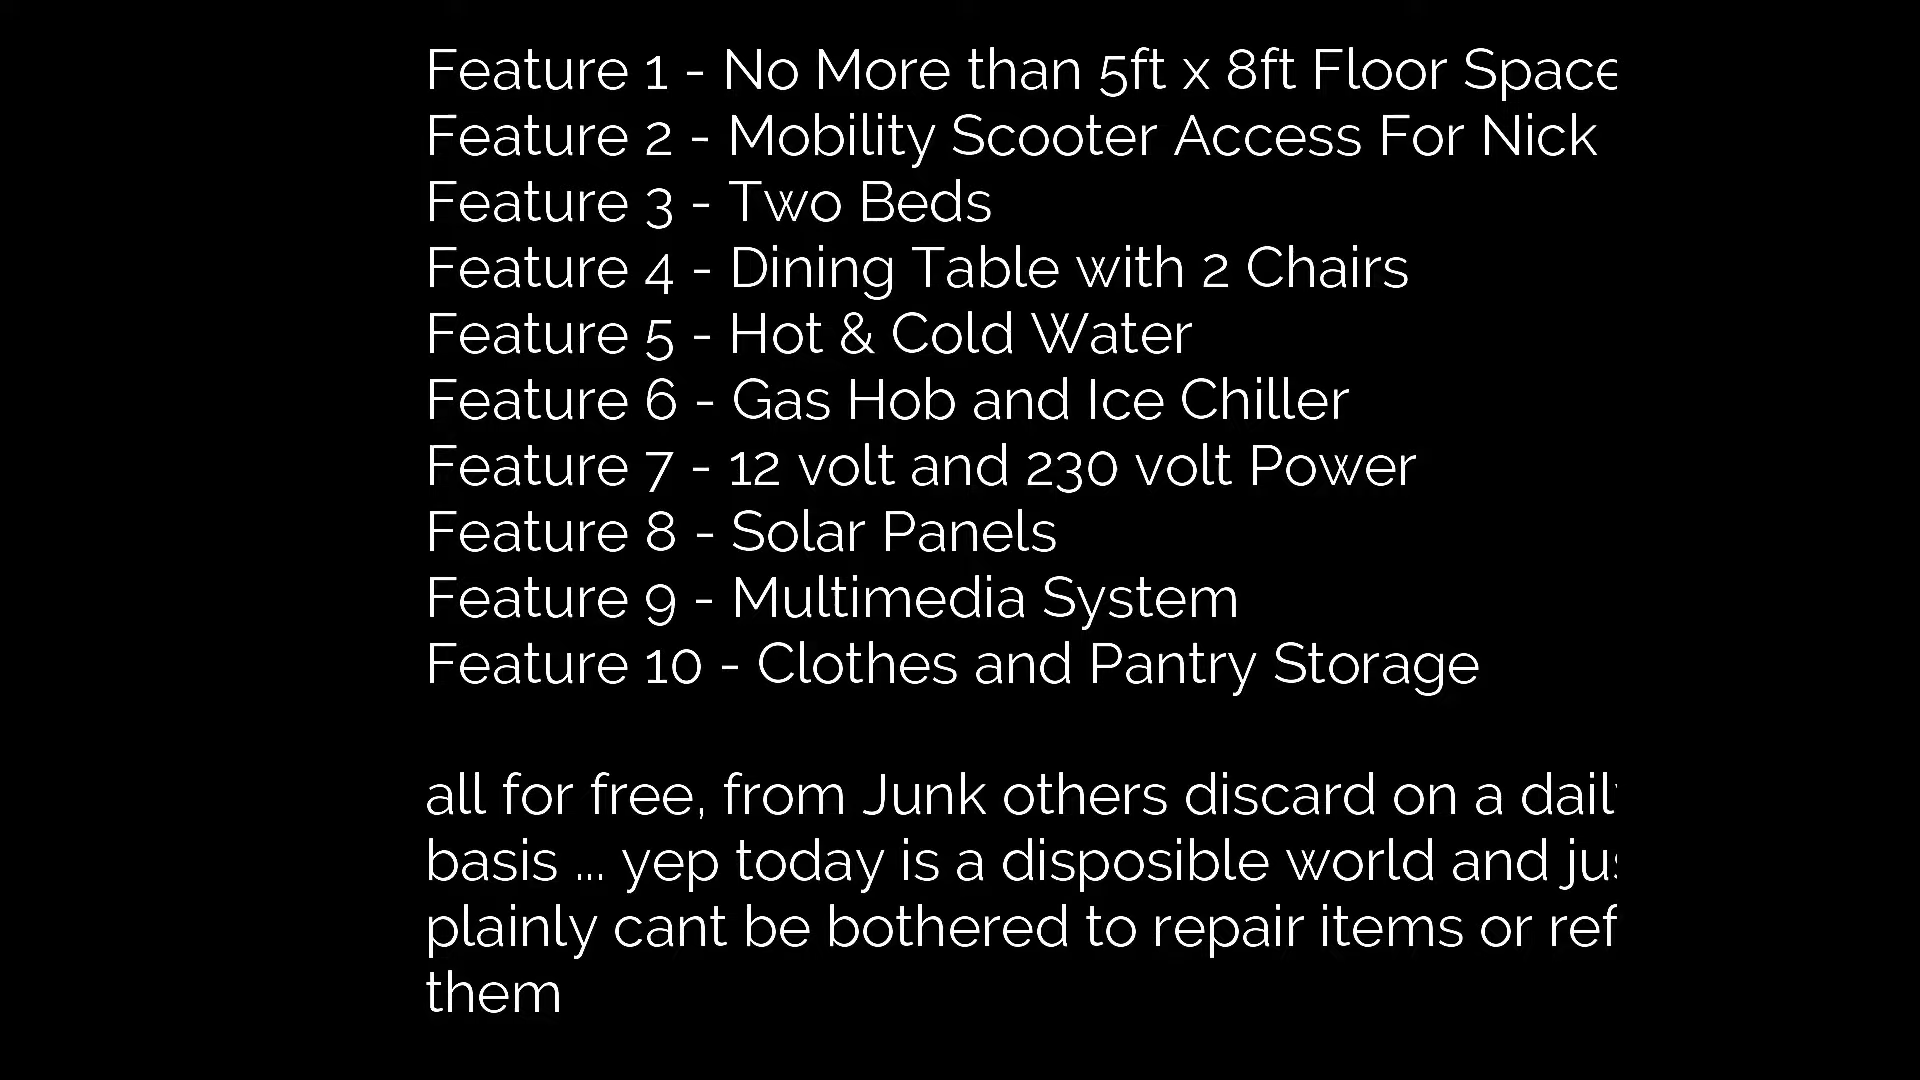 Feature 1 - No More than 5ft x 8ft Floor Space
Feature 2 - Mobility Scooter Access For Nick
Feature 3 - Two Beds
Feature 4 - Dining Table with 2 Chairs
Feature 5 - Hot & Cold Water
Feature 6 - Gas Hob and Ice Chiller
Feature 7 - 12 volt and 230 volt Power
Feature 8 - Solar Panels
Feature 9 - Multimedia System
Feature 10 - Clothes and Pantry Storage
all for free, from Junk others discard on a daily
basis ... yep today is a disposible world and
plainly cant be bothered to repair items or
them